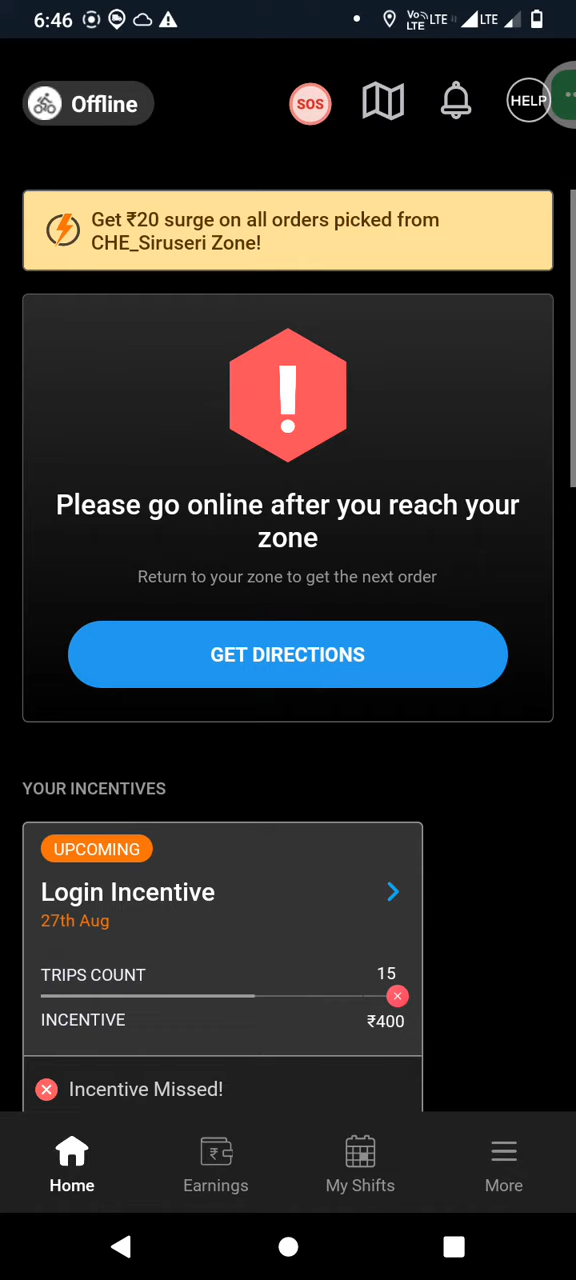 6:46
Vo LTE LTE LTE
Offline
SOS
HELP
Get ₹20 surge on all orders picked from
CHE_Siruseri Zone!
Please go online after you reach your
zone
Return to your zone to get the next order
GET DIRECTIONS
YOUR INCENTIVES
UPCOMING
Login Incentive
27th Aug
TRIPS COUNT 15
INCENTIVE ₹400
Incentive Missed!
Home Earnings My Shifts More